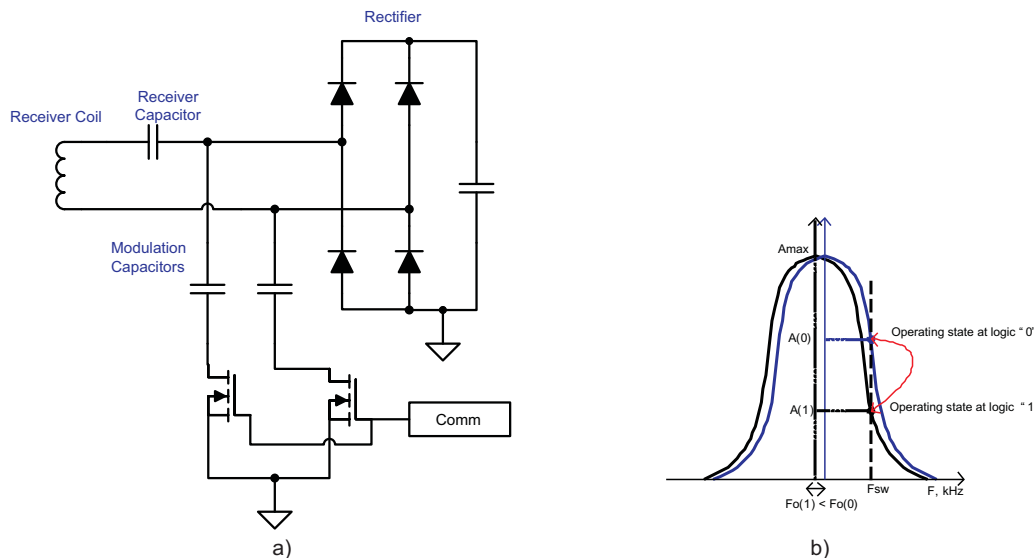 Rectifier
Receiver
Capacitor
Receiver Coil
Modulation
Capacitors
Comm
a)
Amax
A(0)
Operating state at logic “ 0”
A(1)
Operating state at logic “ 1
Fsw
F, kHz
Fo(1) < Fo(0)
b)